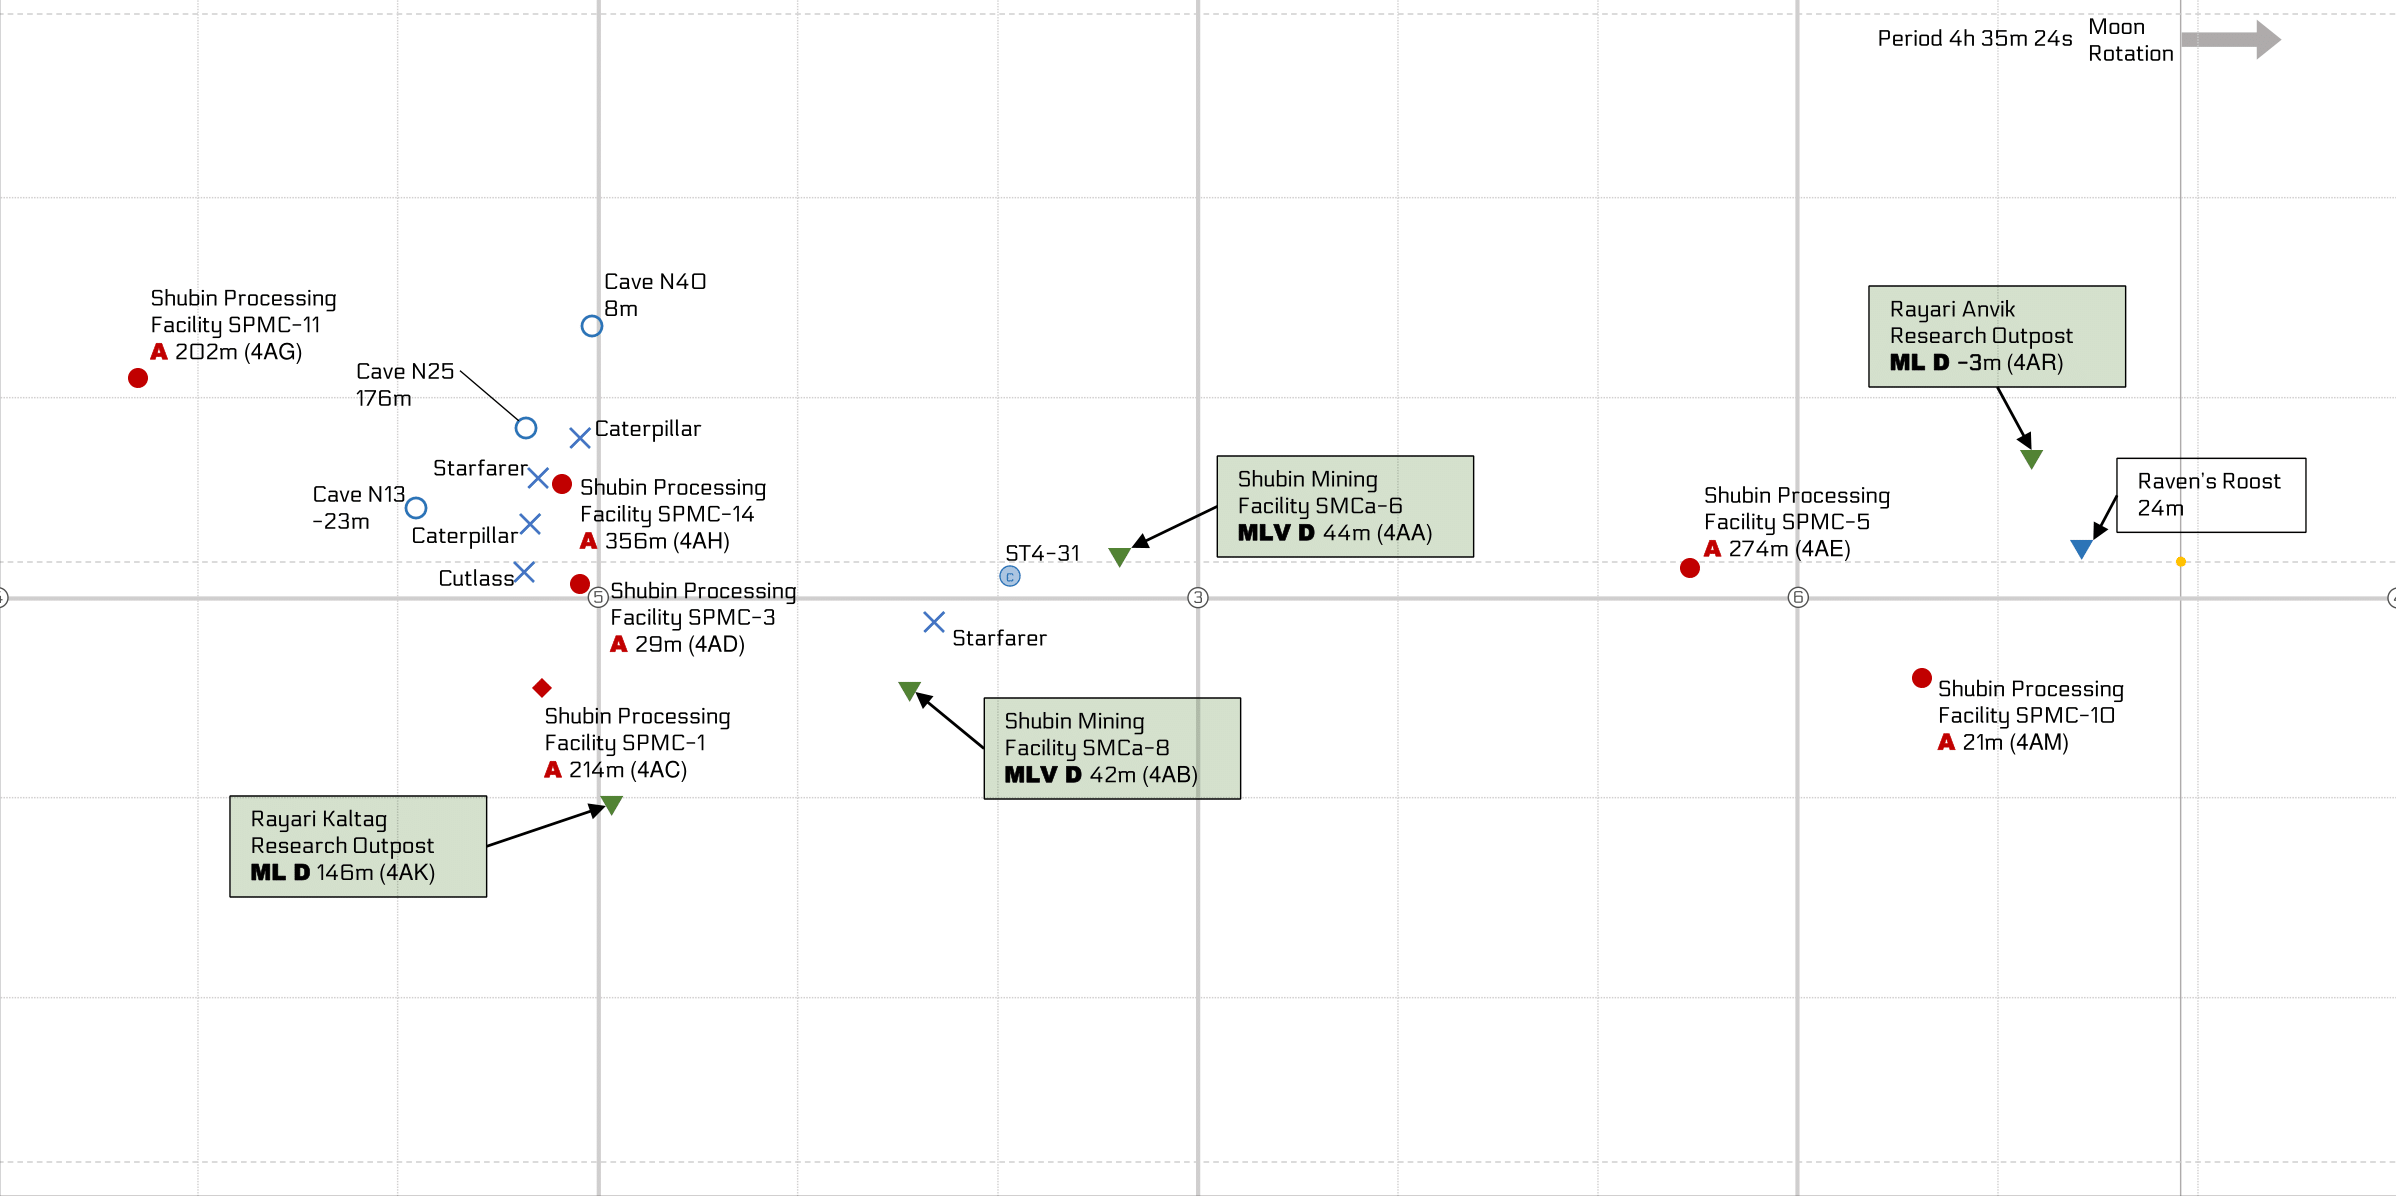 Period 4h 35m 24s
Moon
Rotation
Cave N40
8m
Shubin Processing
Facility SPMC-11
A 202m (4AG)
Rayari Anvik
Research Outpost
ML D -3m (4AR)
Cave N25
176m
Caterpillar
Starfarer
Shubin Processing
Facility SPMC-14
A 356m (4AH)
Cave N13
-23m
Caterpillar
Cutlass
Shubin Mining
Facility SMCa-6
MLV D 44m (4AA)
Shubin Processing
Facility SPMC-5
A 274m (4AE)
Raven's Roost
24m
ST4-31
C
5
3
6
Shubin Processing
Facility SPMC-3
A 29m (4AD)
Starfarer
Shubin Processing
Facility SPMC-1
A 214m (4AC)
Shubin Mining
Facility SMCa-8
MLV D 42m (4AB)
Shubin Processing
Facility SPMC-10
A 21m (4AM)
Rayari Kaltag
Research Outpost
ML D 146m (4AK)